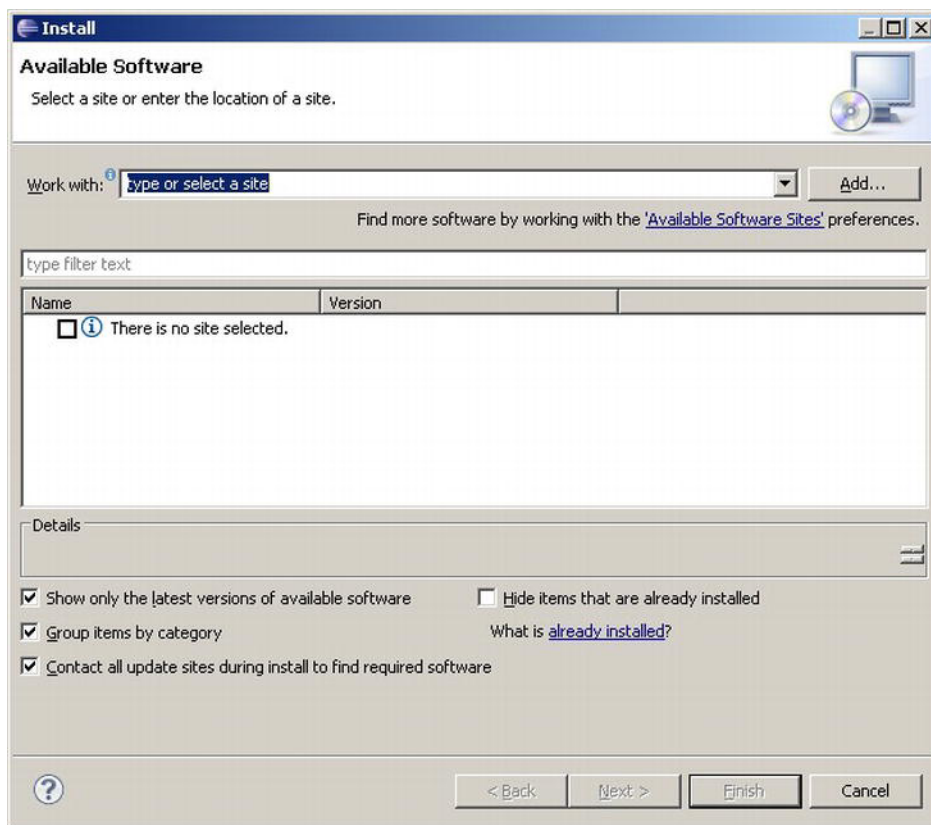 Install
Available Software
Select a site or enter the location of a site.
Work with: type or select a site Add...
Find more software by working with the 'Available Software Sites' preferences.
type filter text
Name Version
There is no site selected.
Details
Show only the latest versions of available software Hide items that are already installed
Group items by category What is already installed?
Contact all update sites during install to find required software
< Back Next > Finish Cancel